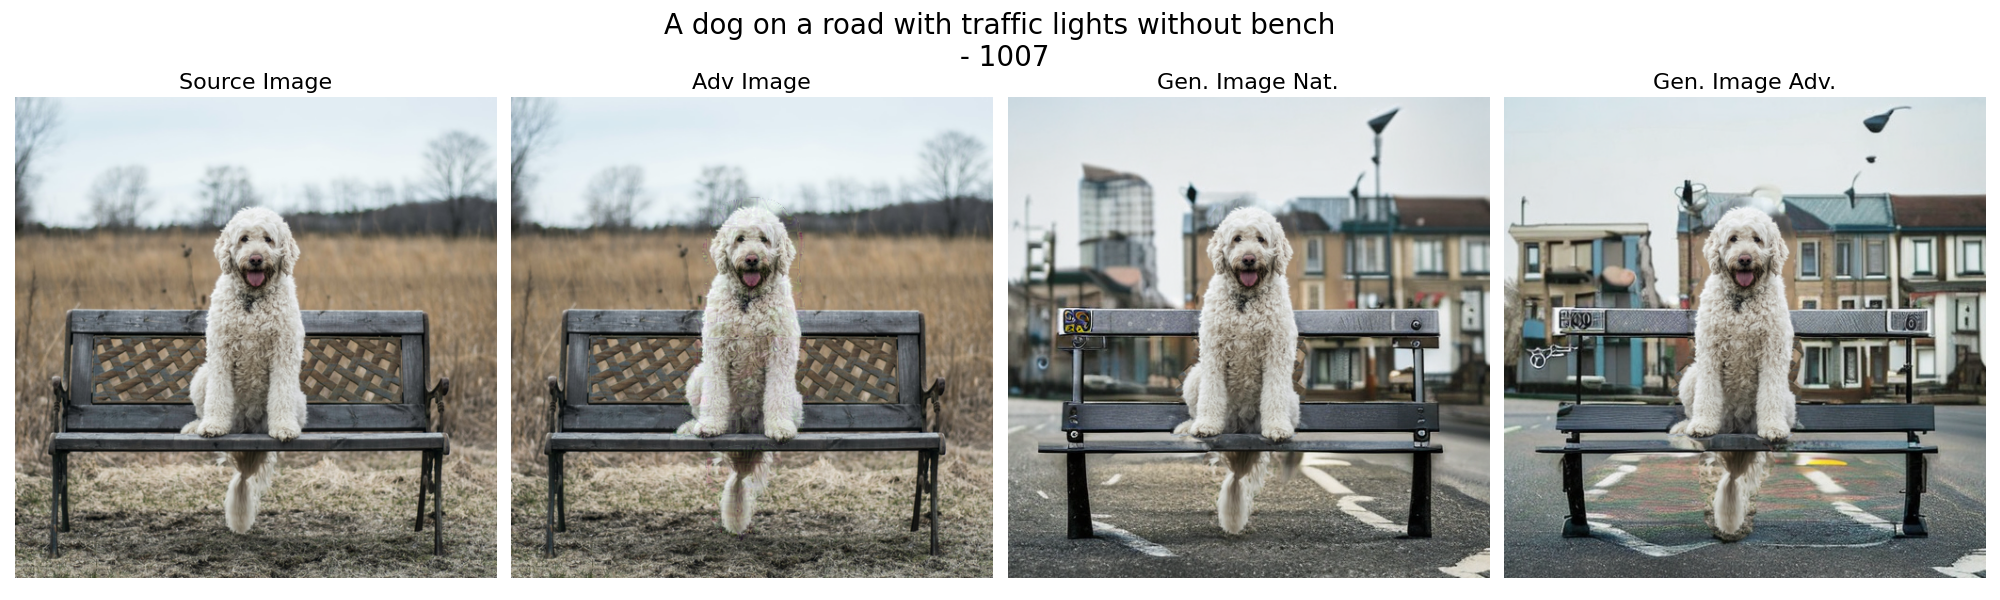 A dog on a road with traffic lights without bench
- 1007
Source Image
Adv Image
Gen. Image Nat.
Gen. Image Adv.